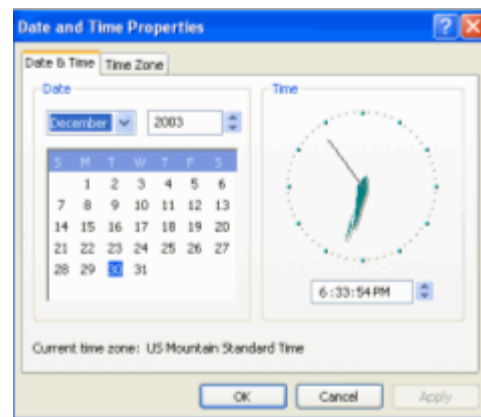 Date and Time Properties
Date & Time Time Zone
Date
December 2003
S M T W T F S
1 2 3 4 5 6
7 8 9 10 11 12 13
14 15 16 17 18 19 20
21 22 23 24 25 26 27
28 29 30 31
Time
6:33:54 PM
Current time zone: US Mountain Standard Time
OK Cancel Apply